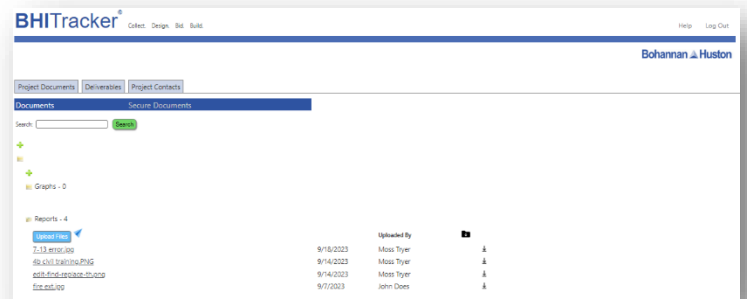 BHITracker® Collect. Design. Bid. Build.
Help Log Out
Bohannan Huston
Project Documents Deliverables Project Contacts
Documents Secure Documents
Search: Search
Graphs - 0
Reports - 4
Upload Files Uploaded By
7-13 error.jpg 9/18/2023 Moss Tryer
4b civil training.PNG 9/14/2023 Moss Tryer
edit-find-replace-th.png 9/14/2023 Moss Tryer
fire ext.jpg 9/7/2023 John Does